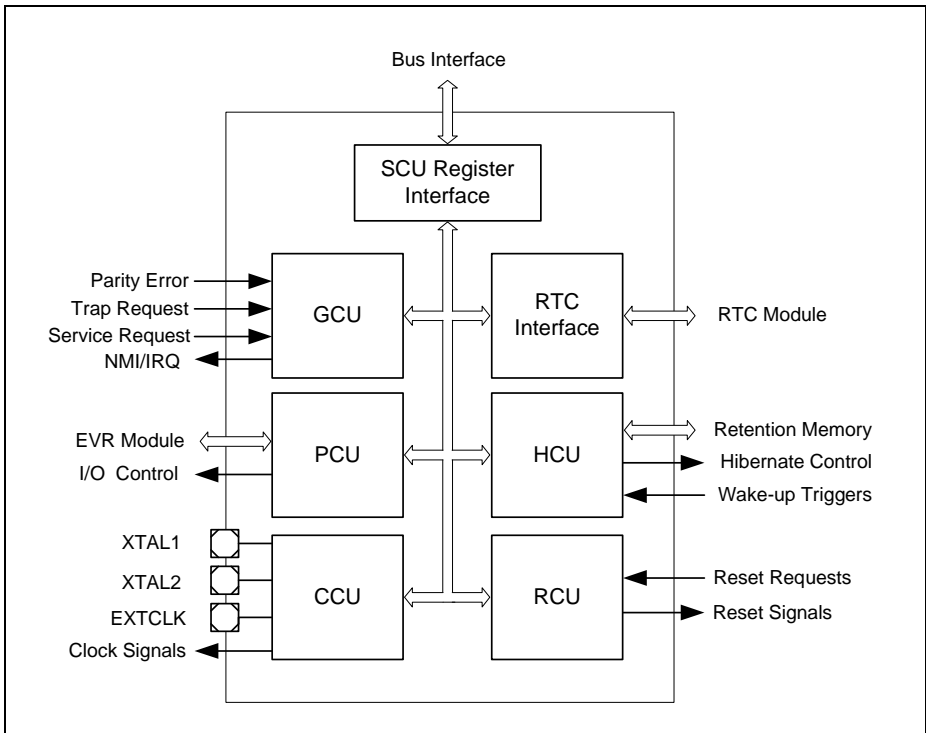 Bus Interface
SCU Register
Interface
Parity Error
Trap Request
Service Request
NMI/IRQ
GCU
RTC
Interface
RTC Module
EVR Module
I/O Control
PCU
HCU
Retention Memory
Hibernate Control
Wake-up Triggers
XTAL1
XTAL2
EXTCLK
Clock Signals
CCU
RCU
Reset Requests
Reset Signals